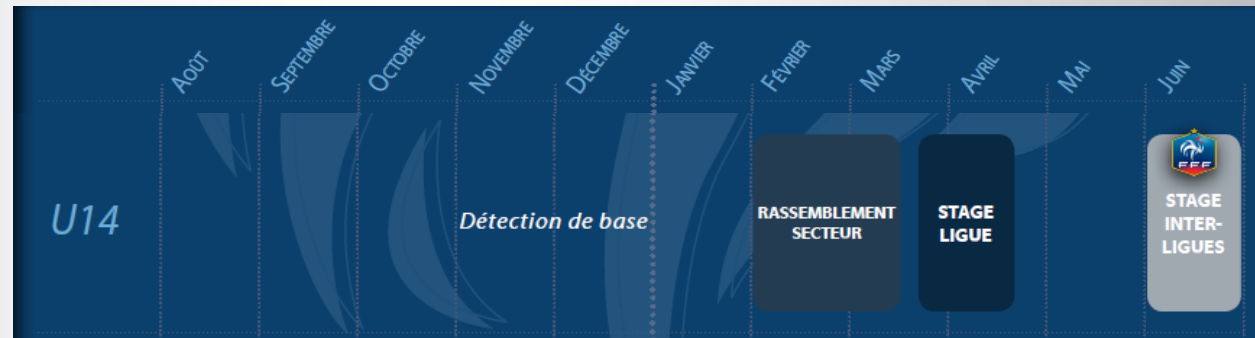 AOÛT
SEPTEMBRE
OCTOBRE
NOVEMBRE
DÉCEMBRE
JANVIER
FÉVRIER
MARS
AVRIL
MAI
JUIN
U14
Détection de base
RASSEMBLEMENT
SECTEUR
STAGE
LIGUE
FFF
STAGE
INTER-
LIGUES